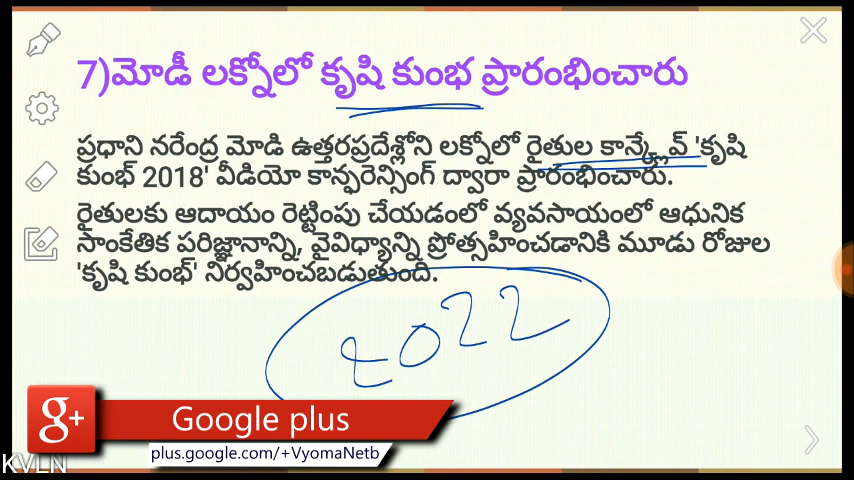 7)మోడీ లక్నోలో కృషి కుంభ ప్రారంభించారు
ప్రధాని నరేంద్ర మోడి ఉత్తరప్రదేశ్లోని లక్నోలో రైతుల కాన్క్లేవ్ 'కృషి
కుంభ్ 2018' వీడియో కాన్ఫరెన్సింగ్ ద్వారా ప్రారంభించారు.
రైతులకు ఆదాయం రెట్టింపు చేయడంలో వ్యవసాయంలో ఆధునిక
సాంకేతిక పరిజ్ఞానాన్ని, వైవిధ్యాన్ని ప్రోత్సహించడానికి మూడు రోజుల
'కృషి కుంభ్' నిర్వహించబడుతుంది.
2022
g+ Google plus
plus.google.com/+VyomaNetb
KVLN